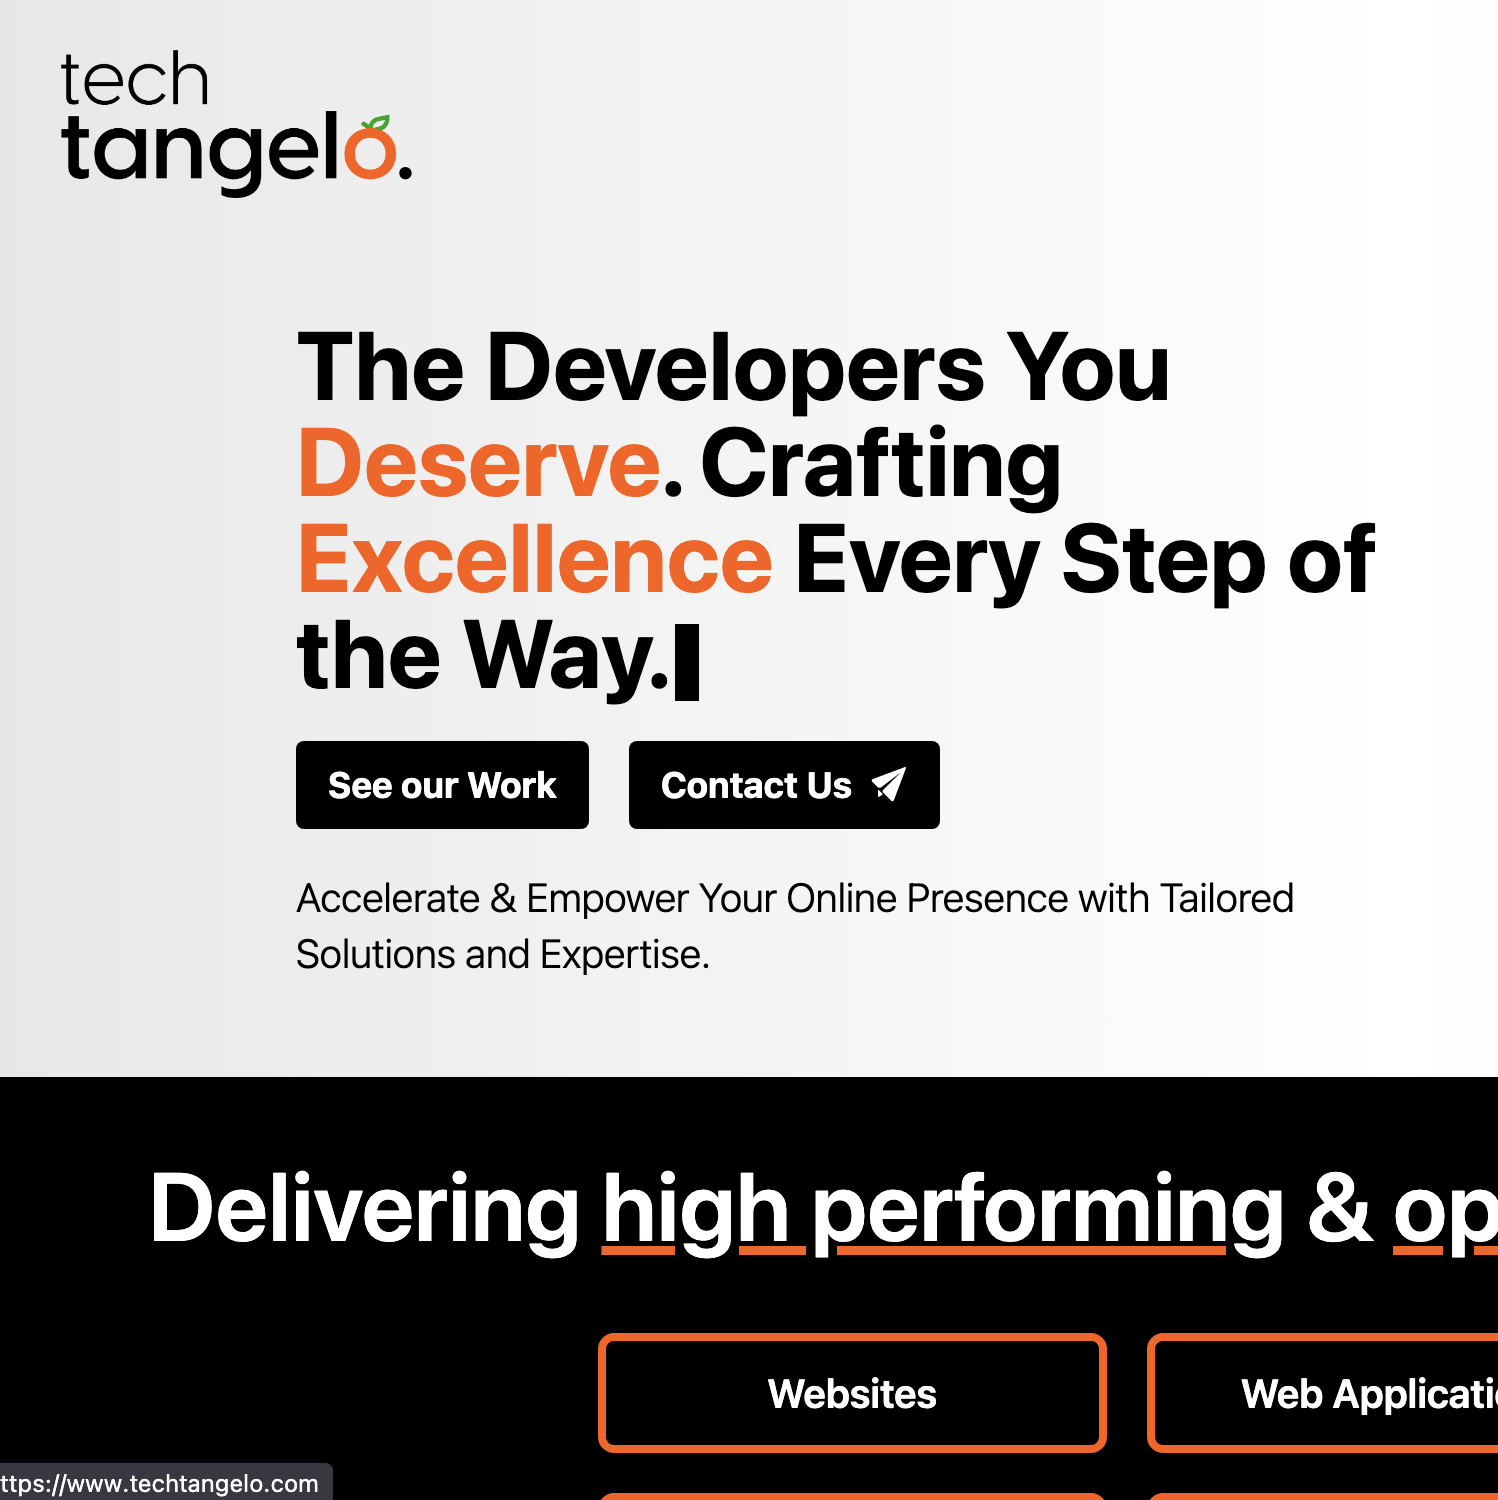 tech
tangelo.
The Developers You
Deserve. Crafting
Excellence Every Step of
the Way.
See our Work
Contact Us
Accelerate & Empower Your Online Presence with Tailored
Solutions and Expertise.
Delivering high performing & op
Websites
Web Applicati
ttps://www.techtangelo.com